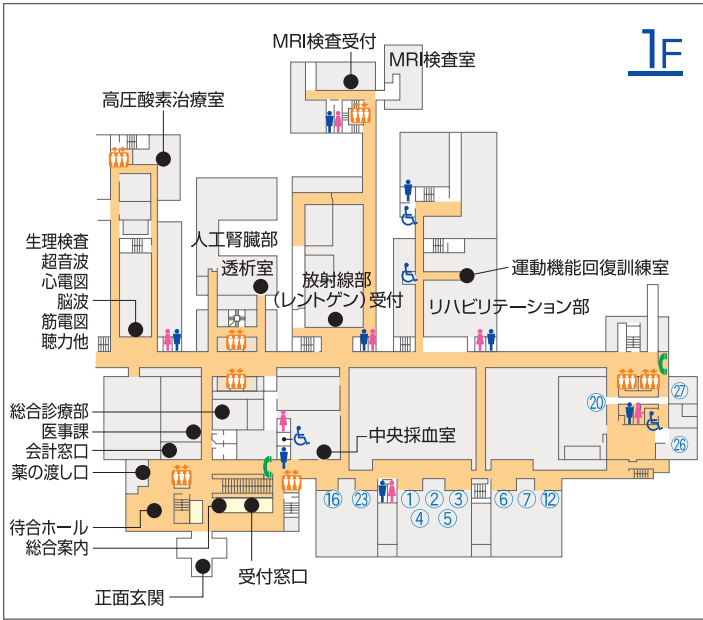 1F
MRI検査受付
MRI検査室
高圧酸素治療室
生理検査
超音波
心電図
脳波
筋電図
聴力他
人工腎臓部
透析室
放射線部
（レントゲン）受付
運動機能回復訓練室
リハビリテーション部
総合診療部
医事課
会計窓口
薬の渡し口
中央採血室
待合ホール
総合案内
受付窓口
正面玄関
⑳
㉗
㉖
⑯
㉓
①
②
③
④
⑤
⑥
⑦
⑫